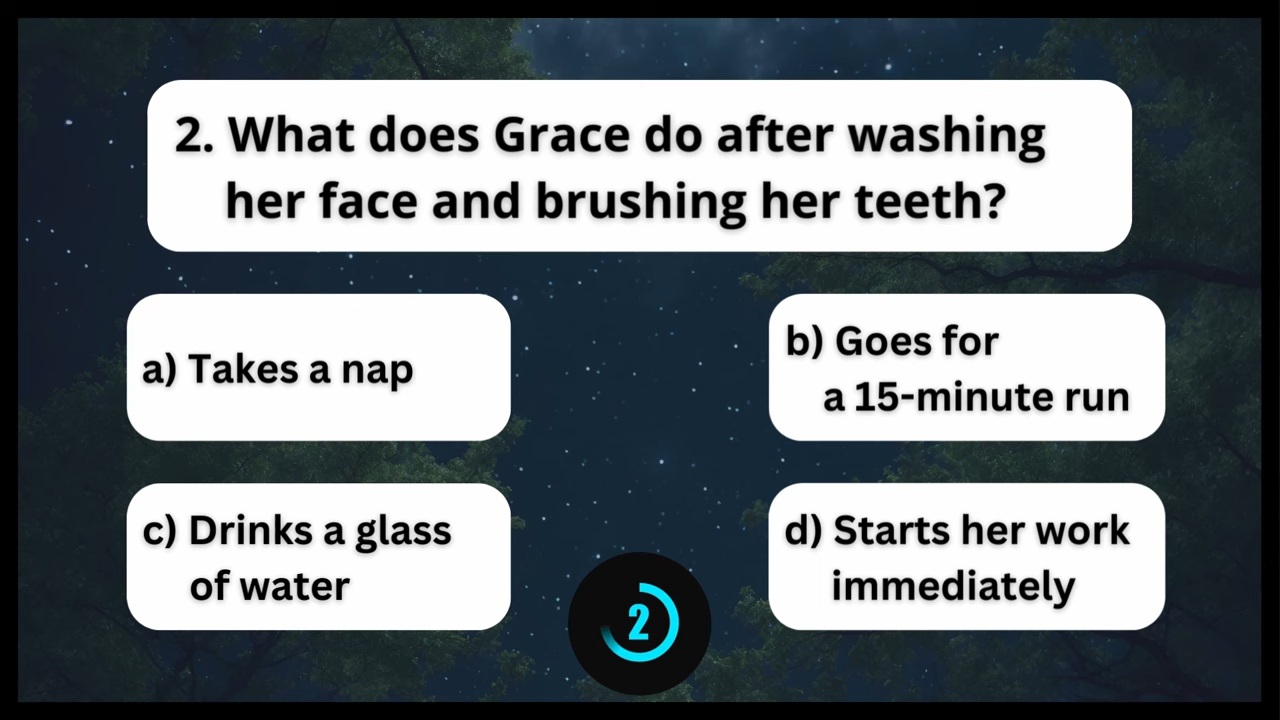 2. What does Grace do after washing
her face and brushing her teeth?
a) Takes a nap
b) Goes for
a 15-minute run
c) Drinks a glass
of water
d) Starts her work
immediately
2